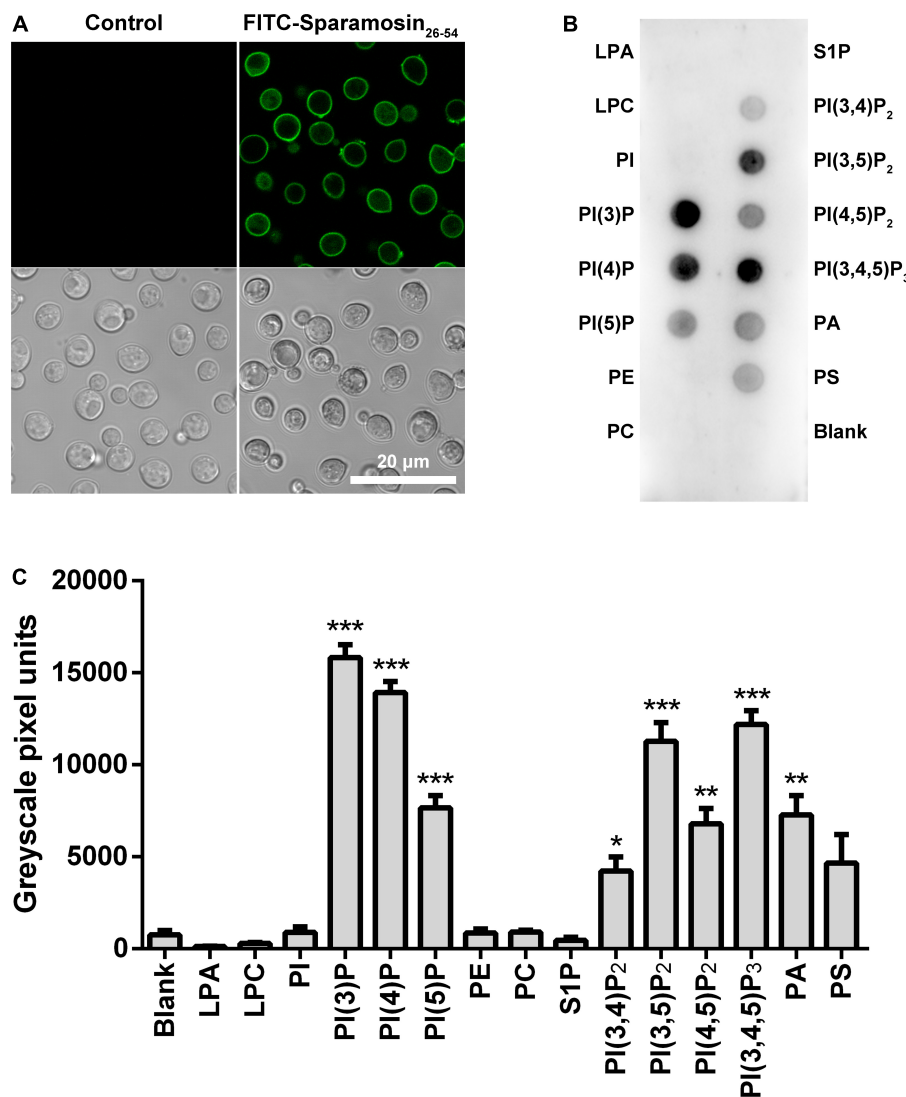 A
Control
FITC-Sparamosin26-54
20 µm
B
LPA
LPC
PI
PI(3)P
PI(4)P
PI(5)P
PE
PC
S1P
PI(3,4)P2
PI(3,5)P2
PI(4,5)P2
PI(3,4,5)P3
PA
PS
Blank
C
Greyscale pixel units
20000
15000
10000
5000
0
***
***
***
*
***
**
***
**
Blank
LPA
LPC
PI
PI(3)P
PI(4)P
PI(5)P
PE
PC
S1P
PI(3,4)P2
PI(3,5)P2
PI(4,5)P2
PI(3,4,5)P3
PA
PS